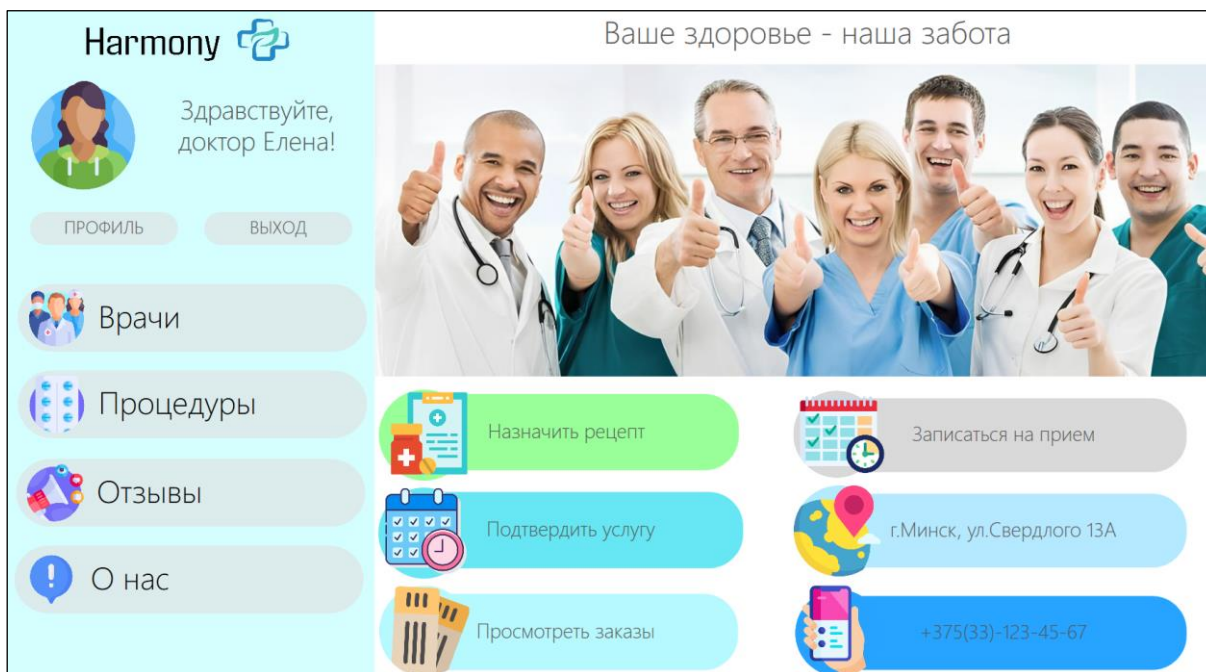 Harmony
Здравствуйте,
доктор Елена!
ПРОФИЛЬ
ВЫХОД
Врачи
Процедуры
Отзывы
О нас
Ваше здоровье - наша забота
Назначить рецепт
Записаться на прием
Подтвердить услугу
г.Минск, ул.Свердлого 13А
Просмотреть заказы
+375(33)-123-45-67